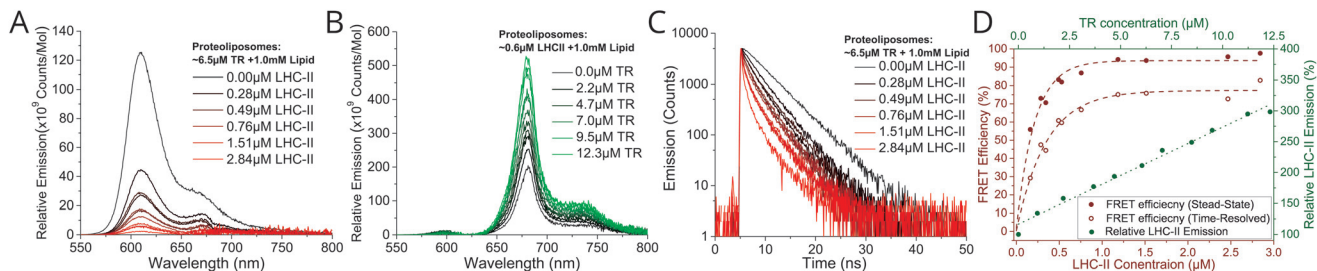 A
Relative Emission(x10⁹ Counts/Mol)
140
120
100
80
60
40
20
0
550
600
650
700
750
800
Wavelength (nm)
Proteoliposomes:
~6.5μM TR +1.0mM Lipid
0.00μM LHC-II
0.28μM LHC-II
0.49μM LHC-II
0.76μM LHC-II
1.51μM LHC-II
2.84μM LHC-II
B
Relative Emission (x10⁹ Counts/Mol)
600
500
400
300
200
100
0
550
600
650
700
750
800
Wavelength (nm)
Proteoliposomes:
~0.6μM LHCII +1.0mM Lipid
0.0μM TR
2.2μM TR
4.7μM TR
7.0μM TR
9.5μM TR
12.3μM TR
C
Emission (Counts)
10000
1000
100
10
1
0
10
20
30
40
50
Time (ns)
Proteoliposomes:
~6.5μM TR + 1.0mM Lipid
0.00μM LHC-II
0.28μM LHC-II
0.49μM LHC-II
0.76μM LHC-II
1.51μM LHC-II
2.84μM LHC-II
D
TR concentration (μM)
0
2
4
6
8
10
12
FRET Efficiency (%)
100
90
80
70
60
50
40
30
20
10
0
Relative LHC-II Emission (%)
400
350
300
250
200
150
100
FRET efficiecny (Stead-State)
FRET efficiecny (Time-Resolved)
Relative LHC-II Emission
0.0
0.5
1.0
1.5
2.0
2.5
3.0
LHC-II Conentraion (μM)